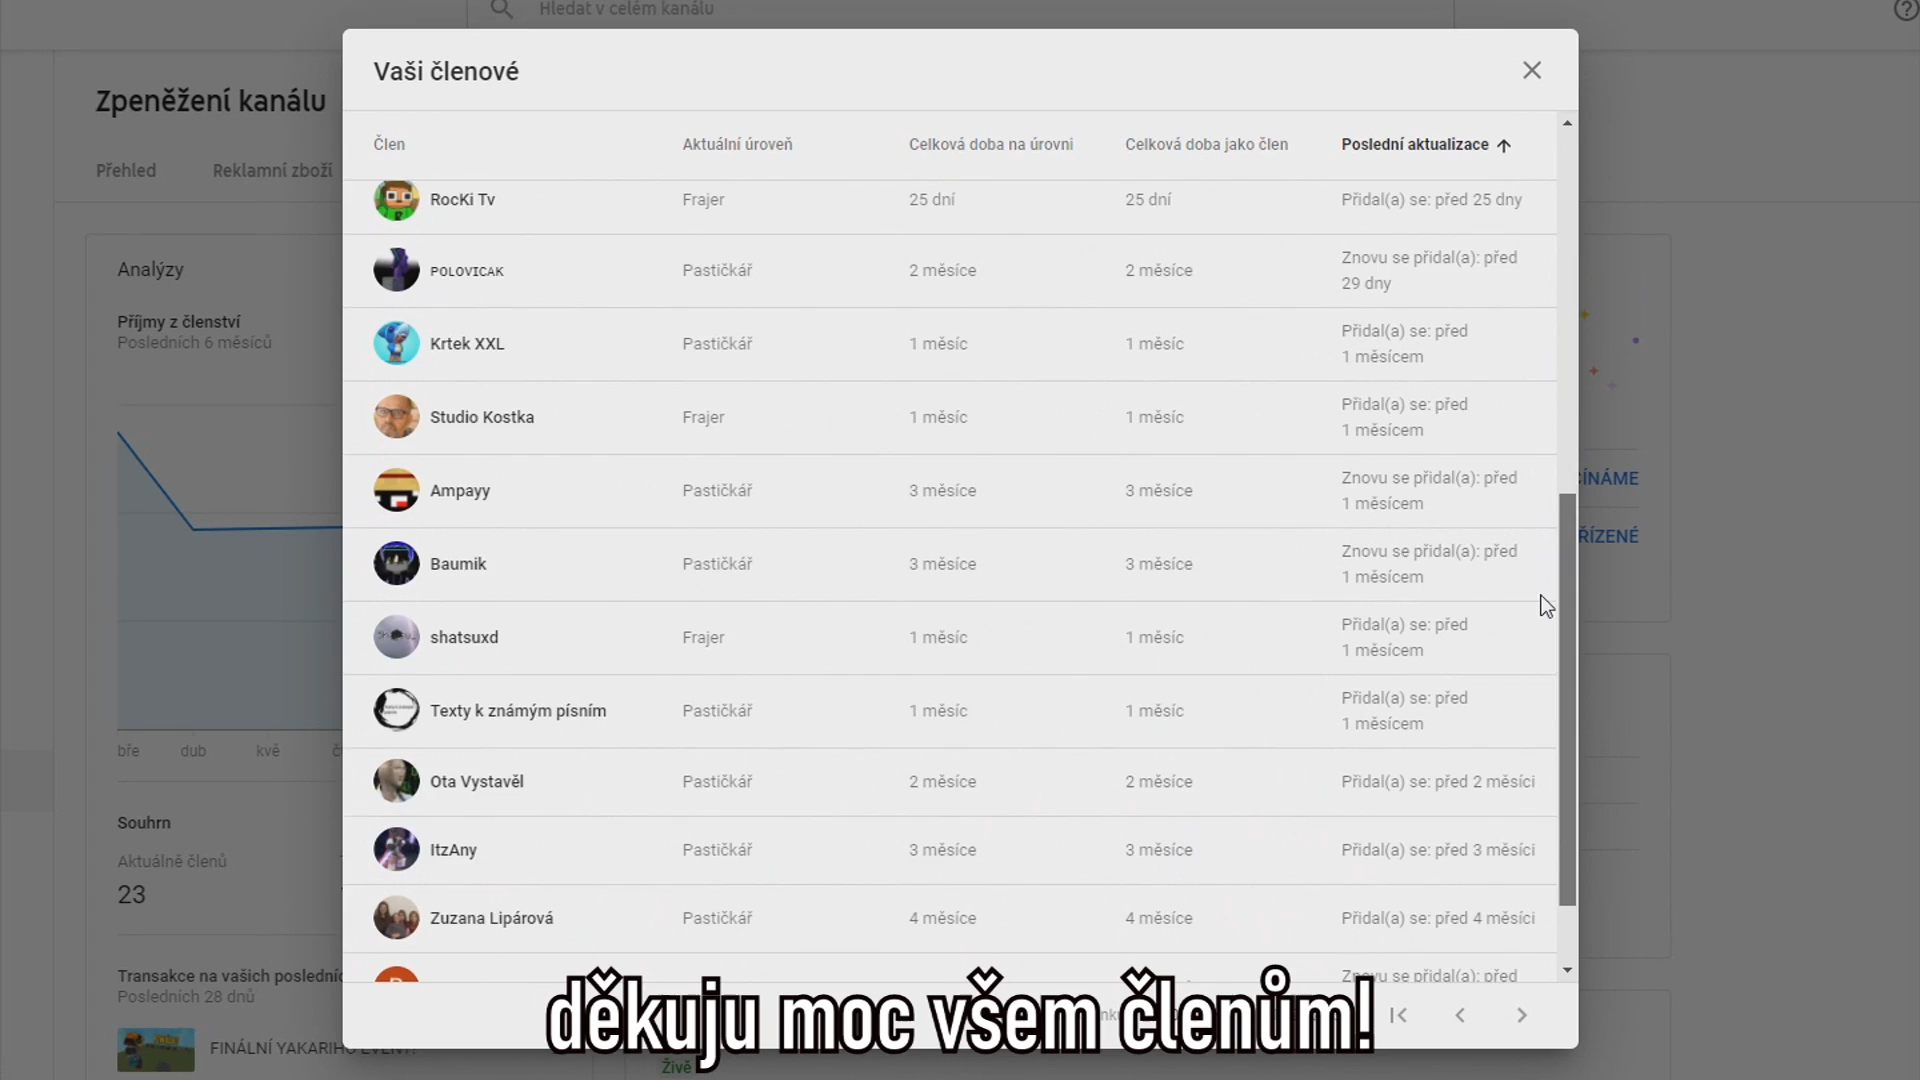 Hledat v celém kanálu
Zpeněžení kanálu
Přehled
Reklamní zboží
Analýzy
Příjmy z členství
Posledních 6 měsíců
bře dub kvě
Souhrn
Aktuálně členů
23
Transakce na vašich poslední
Posledních 28 dnů
FINÁLNÍ YAKARIHO EVENT!
Vaši členové
Člen Aktuální úroveň Celková doba na úrovni Celková doba jako člen Poslední aktualizace
RocKi Tv Frajer 25 dní 25 dní Přidal(a) se: před 25 dny
POLOVICAK Pastičkář 2 měsíce 2 měsíce Znovu se přidal(a): před
29 dny
Krtek XXL Pastičkář 1 měsíc 1 měsíc Přidal(a) se: před
1 měsícem
Studio Kostka Frajer 1 měsíc 1 měsíc Přidal(a) se: před
1 měsícem
Ampayy Pastičkář 3 měsíce 3 měsíce Znovu se přidal(a): před
1 měsícem
Baumik Pastičkář 3 měsíce 3 měsíce Znovu se přidal(a): před
1 měsícem
shatsuxd Frajer 1 měsíc 1 měsíc Přidal(a) se: před
1 měsícem
Texty k známým písním Pastičkář 1 měsíc 1 měsíc Přidal(a) se: před
1 měsícem
Ota Vystavěl Pastičkář 2 měsíce 2 měsíce Přidal(a) se: před 2 měsíci
ItzAny Pastičkář 3 měsíce 3 měsíce Přidal(a) se: před 3 měsíci
Zuzana Lipárová Pastičkář 4 měsíce 4 měsíce Přidal(a) se: před 4 měsíci
Znovu se přidal(a): před
děkuju moc všem členům!
Živě
ÍNÁME
ŘÍZENÉ